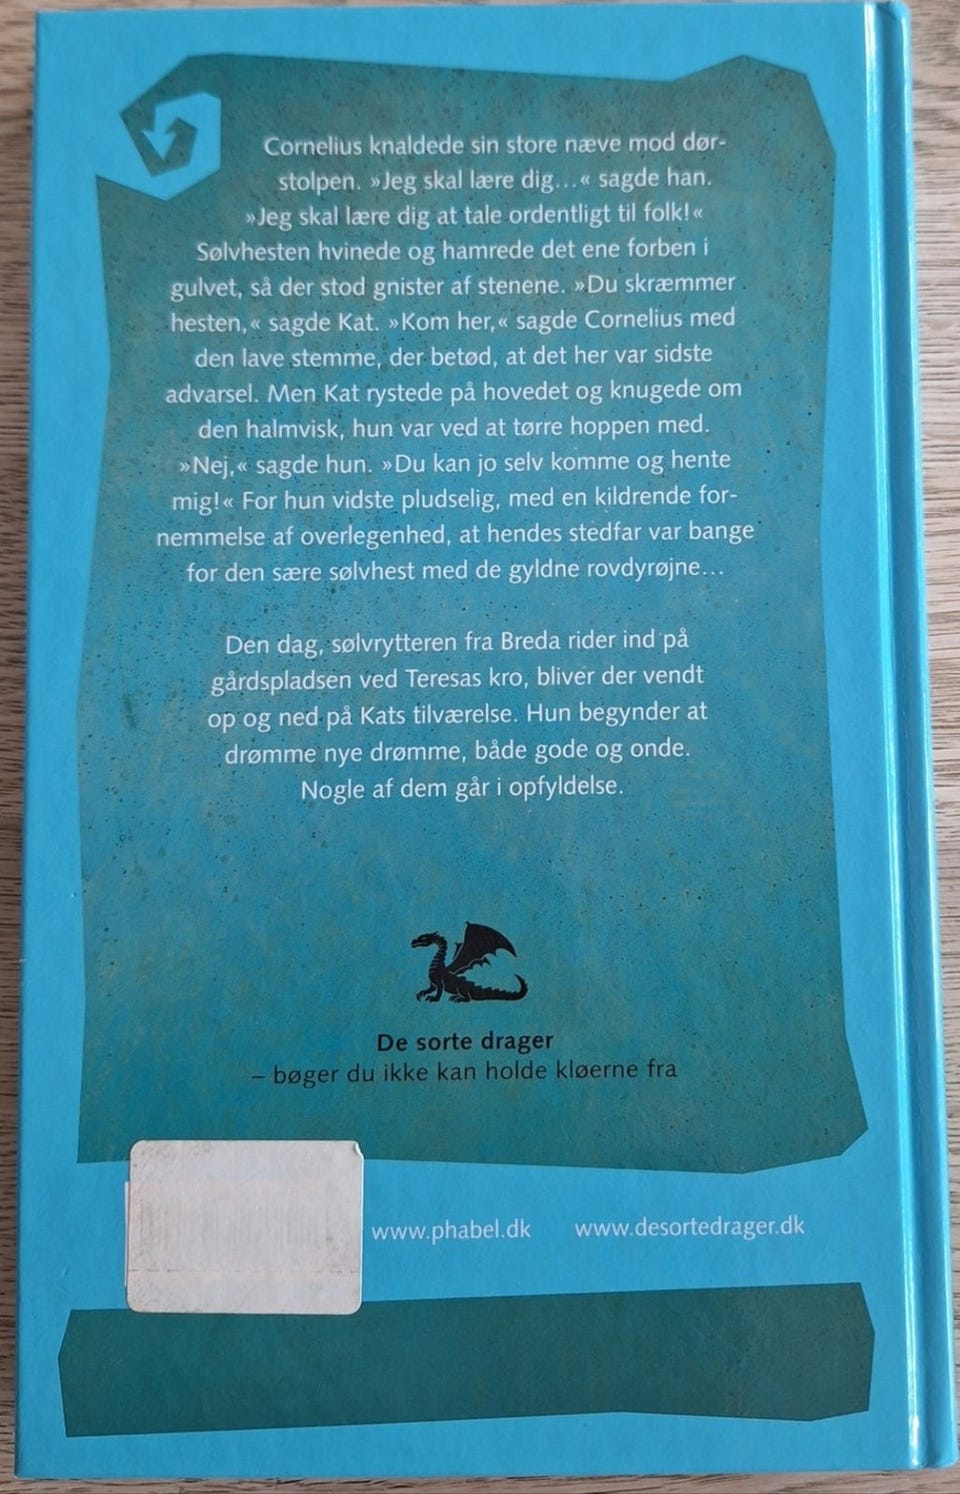 Cornelius knaldede sin store næve mod dør-
stolpen. »Jeg skal lære dig...« sagde han.
»Jeg skal lære dig at tale ordentligt til folk!«
Sølvhesten hvinede og hamrede det ene forben i
gulvet, så der stod gnister af stenene. »Du skræmmer
hesten,« sagde Kat. »Kom her,« sagde Cornelius med
den lave stemme, der betød, at det her var sidste
advarsel. Men Kat rystede på hovedet og knugede om
den halmvisk, hun var ved at tørre hoppen med.
»Nej,« sagde hun. »Du kan jo selv komme og hente
mig!« For hun vidste pludselig, med en kildrende for-
nemmelse af overlegenhed, at hendes stedfar var bange
for den sære sølvhest med de gyldne rovdyrøjne...
Den dag, sølvrytteren fra Breda rider ind på
gårdspladsen ved Teresas kro, bliver der vendt
op og ned på Kats tilværelse. Hun begynder at
drømme nye drømme, både gode og onde.
Nogle af dem går i opfyldelse.
De sorte drager
– bøger du ikke kan holde kløerne fra
www.phabel.dk www.desortedrager.dk